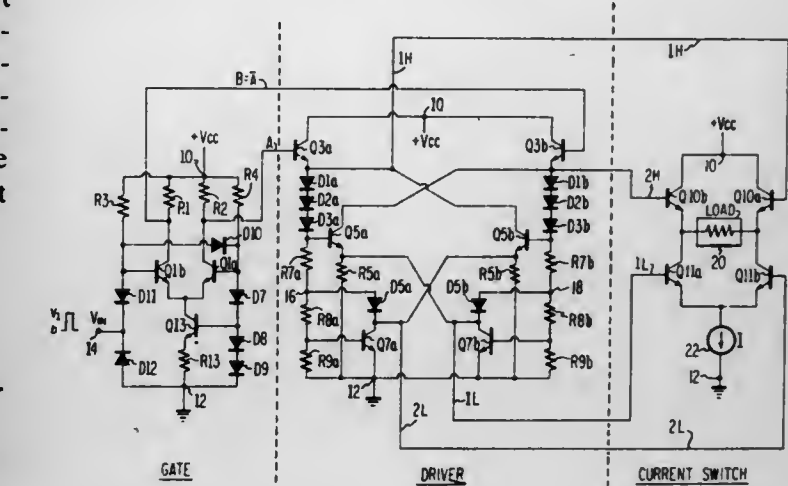 1H
1H
B=A̅
10
+Vcc
A
Q3a
+Vcc
Q3b
+Vcc
10
R4
R3
R1
R2
D1a
D2a
D3a
D1b
D2b
D3b
2H
10
Q10b
Q10a
D10
Q1b
Q1a
Q5a
Q5b
LOAD
20
R7a
R5a
R5b
R7b
1L
Q11a
Q11b
D11
D7
16
D5a
D5b
18
VIN
14
Q13
D8
R8a
R8b
22
I
D12
R13
D9
R9a
Q7a
Q7b
R9b
12
12
12
2L
1L
2L
GATE
DRIVER
CURRENT SWITCH